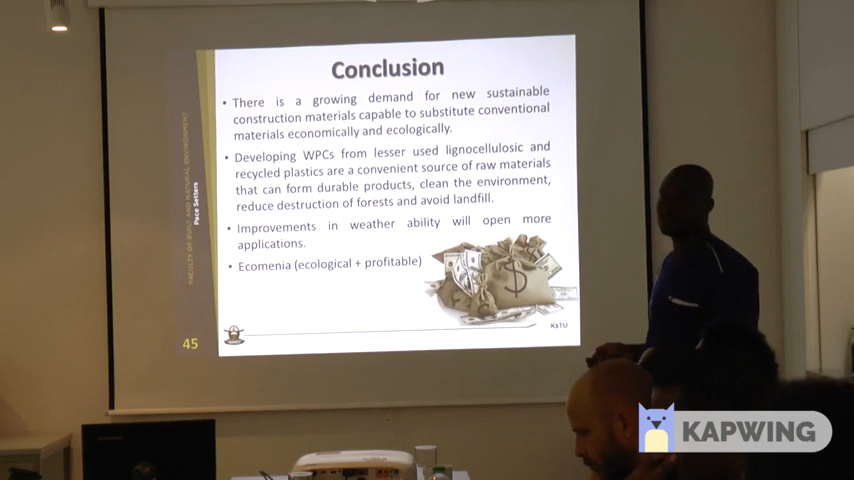 Conclusion
• There is a growing demand for new sustainable
construction materials capable to substitute conventional
materials economically and ecologically.
• Developing WPCs from lesser used lignocellulosic and
recycled plastics are a convenient source of raw materials
that can form durable products, clean the environment,
reduce destruction of forests and avoid landfill.
• Improvements in weather ability will open more
applications.
• Ecomenia (ecological + profitable)
FACULTY OF BUILT AND NATURAL ENVIRONMENT
Pace Setters
$
£
45
KsTU
KAPWING